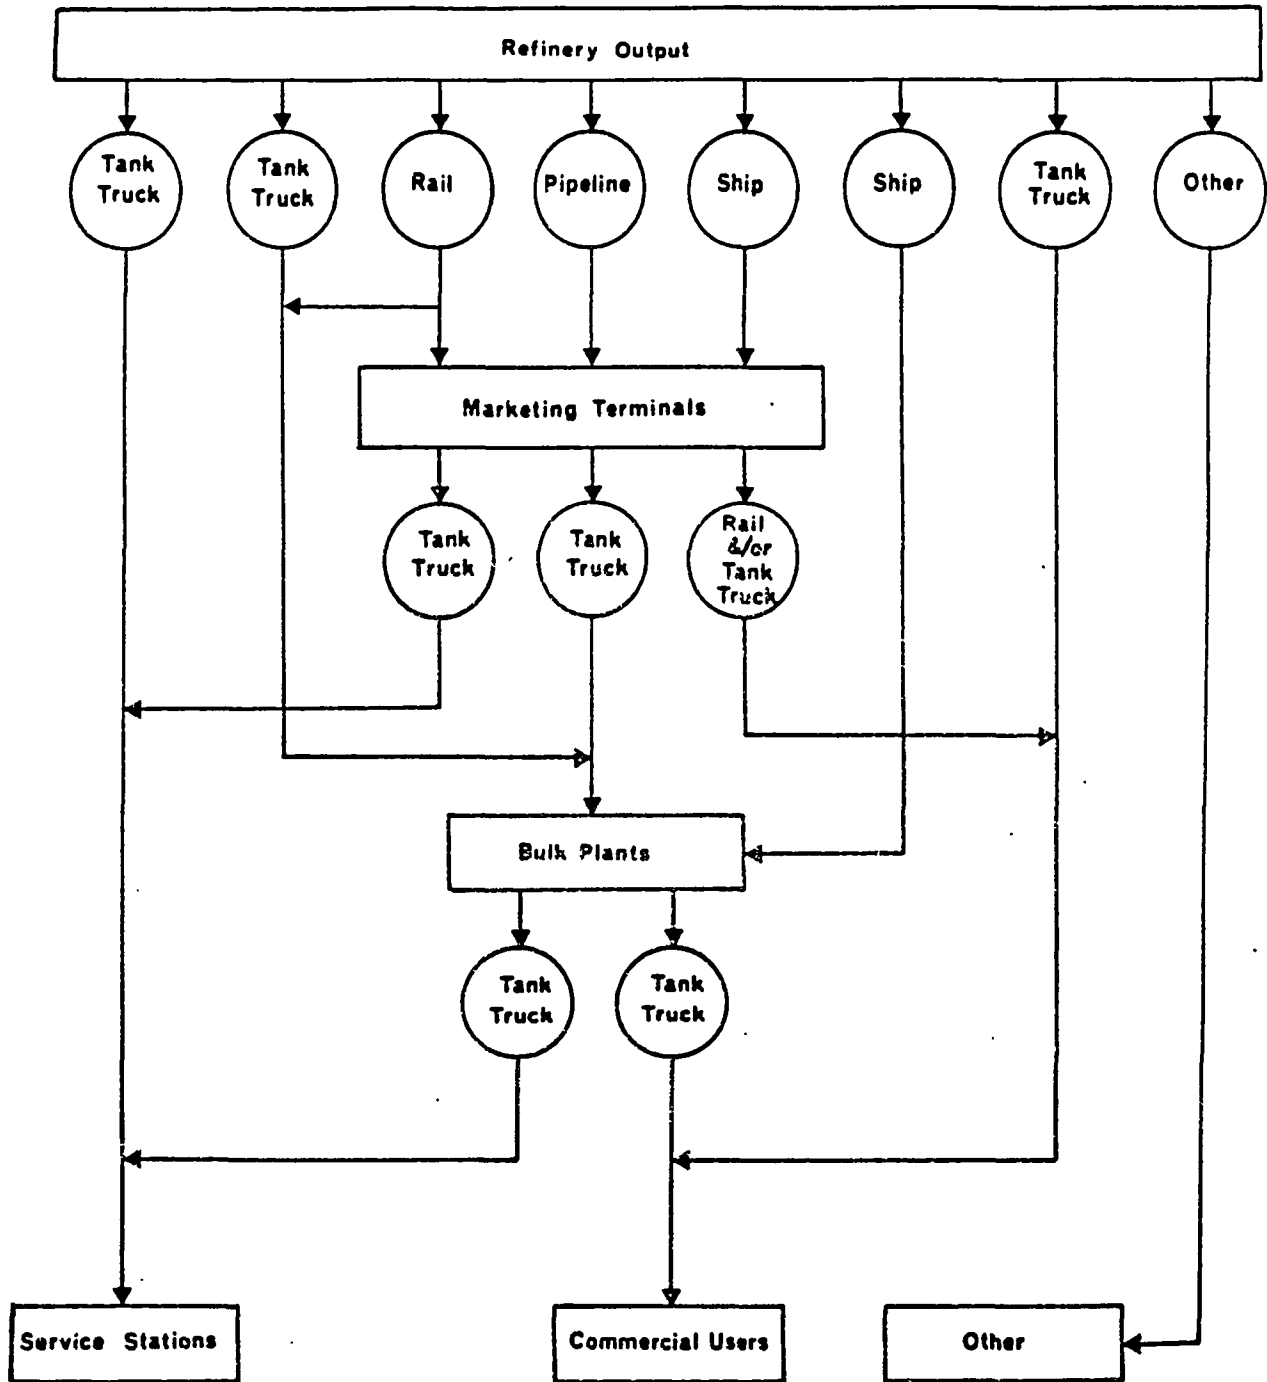 Refinery Output
Tank
Truck
Tank
Truck
Rail
Pipeline
Ship
Ship
Tank
Truck
Other
Marketing Terminals
Tank
Truck
Tank
Truck
Rail
&/or
Tank
Truck
Bulk Plants
Tank
Truck
Tank
Truck
Service Stations
Commercial Users
Other